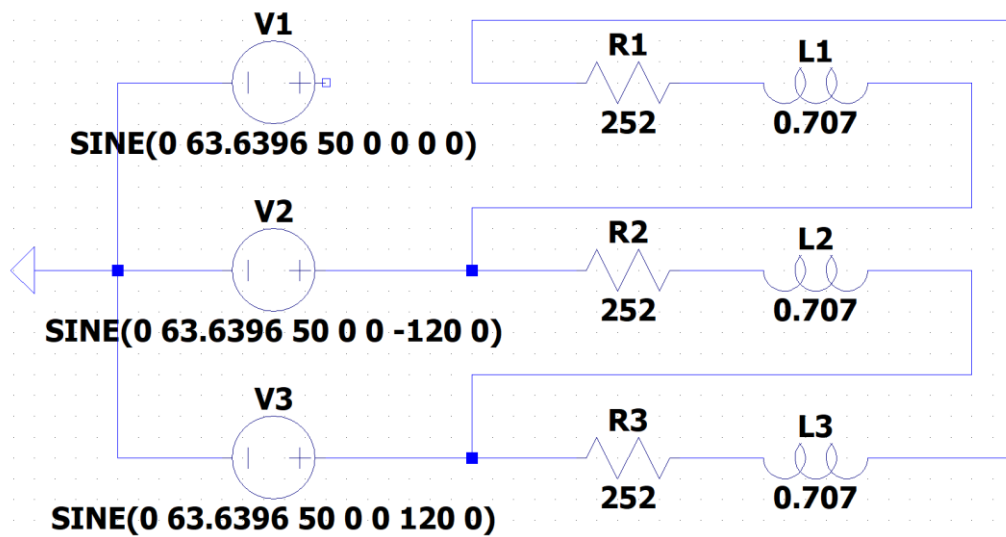 V1
SINE(0 63.6396 50 0 0 0 0)
R1
252
L1
0.707
V2
SINE(0 63.6396 50 0 0 -120 0)
R2
252
L2
0.707
V3
SINE(0 63.6396 50 0 0 120 0)
R3
252
L3
0.707